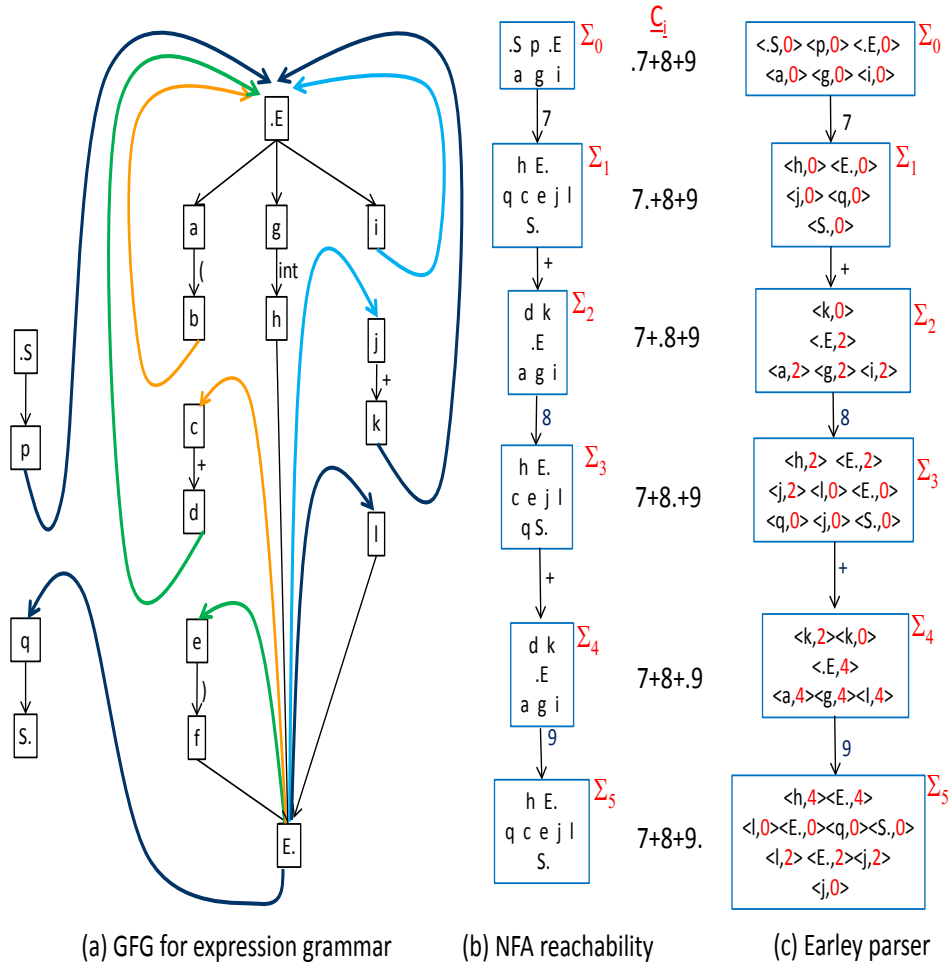 .E
a
g
i
(
int
b
h
.S
j
+
p
c
k
+
d
l
q
e
)
S.
f
E.
(a) GFG for expression grammar
.S p .E
a g i
Σ0
7
h E.
q c e j l
S.
Σ1
+
d k
.E
a g i
Σ2
8
h E.
c e j l
q S.
Σ3
+
d k
.E
a g i
Σ4
9
h E.
q c e j l
S.
Σ5
(b) NFA reachability
Ci
.7+8+9
7.+8+9
7+.8+9
7+8.+9
7+8+.9
7+8+9.
<.S,0> <p,0> <.E,0>
<a,0> <g,0> <i,0>
Σ0
7
<h,0> <E.,0>
<j,0> <q,0>
<S.,0>
Σ1
+
<k,0>
<.E,2>
<a,2> <g,2> <i,2>
Σ2
8
<h,2> <E.,2>
<j,2> <l,0> <E.,0>
<q,0> <j,0> <S.,0>
Σ3
+
<k,2><k,0>
<.E,4>
<a,4><g,4><l,4>
Σ4
9
<h,4><E.,4>
<l,0><E.,0><q,0><S.,0>
<l,2> <E.,2><j,2>
<j,0>
Σ5
(c) Earley parser